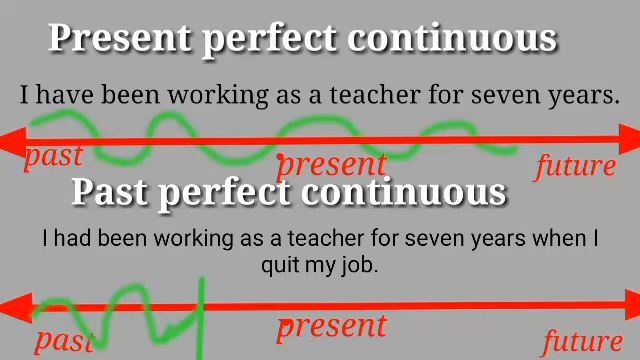 Present perfect continuous
I have been working as a teacher for seven years.
past present future
Past perfect continuous
I had been working as a teacher for seven years when I
quit my job.
past present future